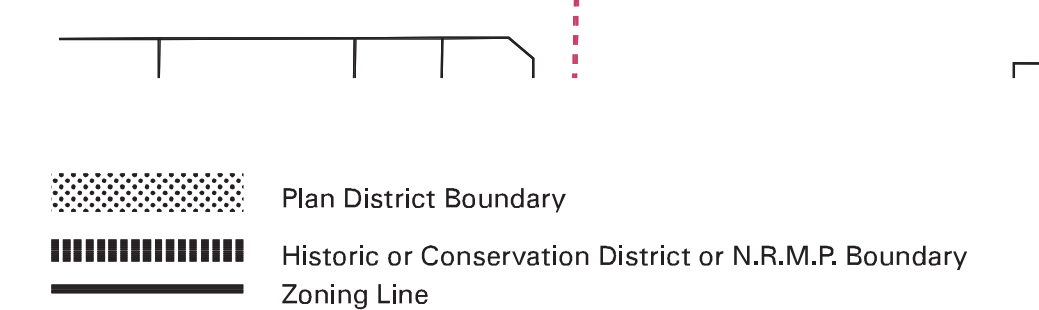 Plan District Boundary
Historic or Conservation District or N.R.M.P. Boundary
Zoning Line